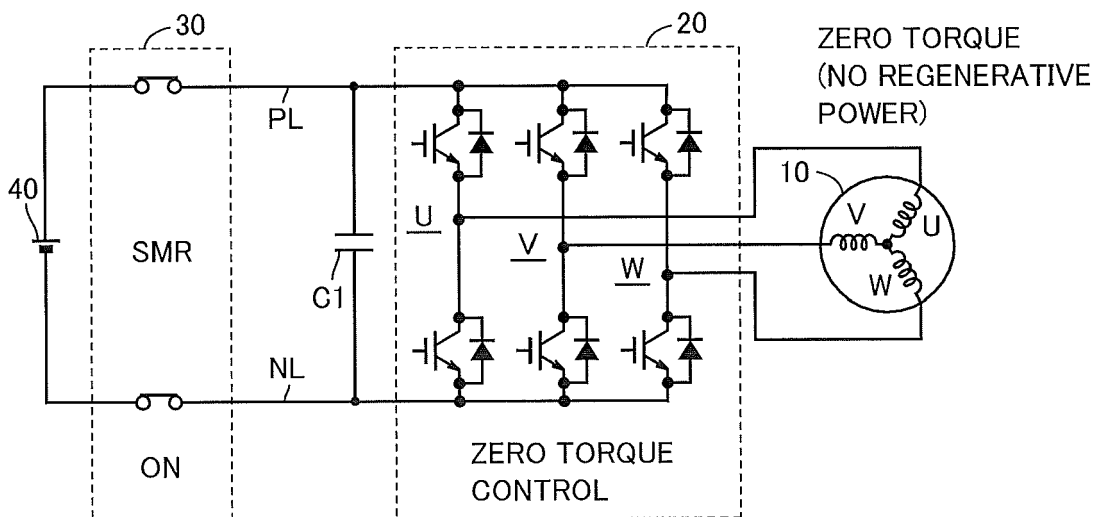 30
20
ZERO TORQUE
(NO REGENERATIVE
POWER)
PL
10
40
U
V
U
SMR
V
W
W
C1
NL
ON
ZERO TORQUE
CONTROL